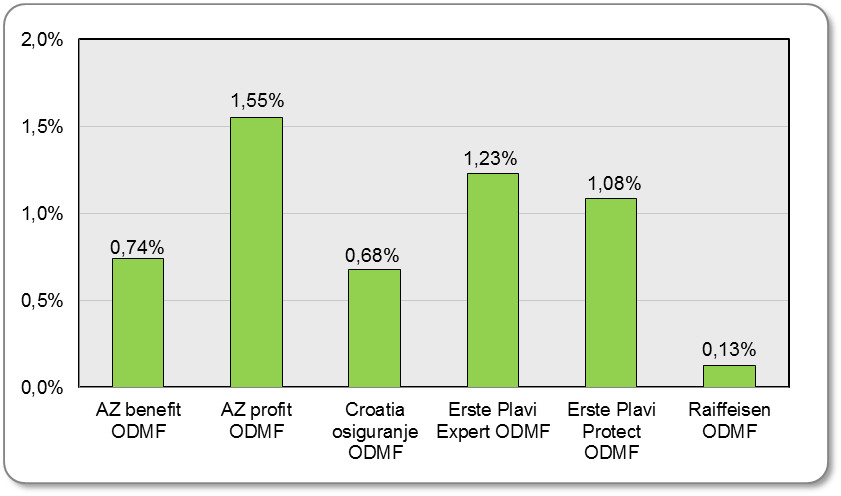 2,0%
1,5%
1,0%
0,5%
0,0%
0,74%
1,55%
0,68%
1,23%
1,08%
0,13%
AZ benefit
ODMF
AZ profit
ODMF
Croatia
osiguranje
ODMF
Erste Plavi
Expert ODMF
Erste Plavi
Protect
ODMF
Raiffeisen
ODMF